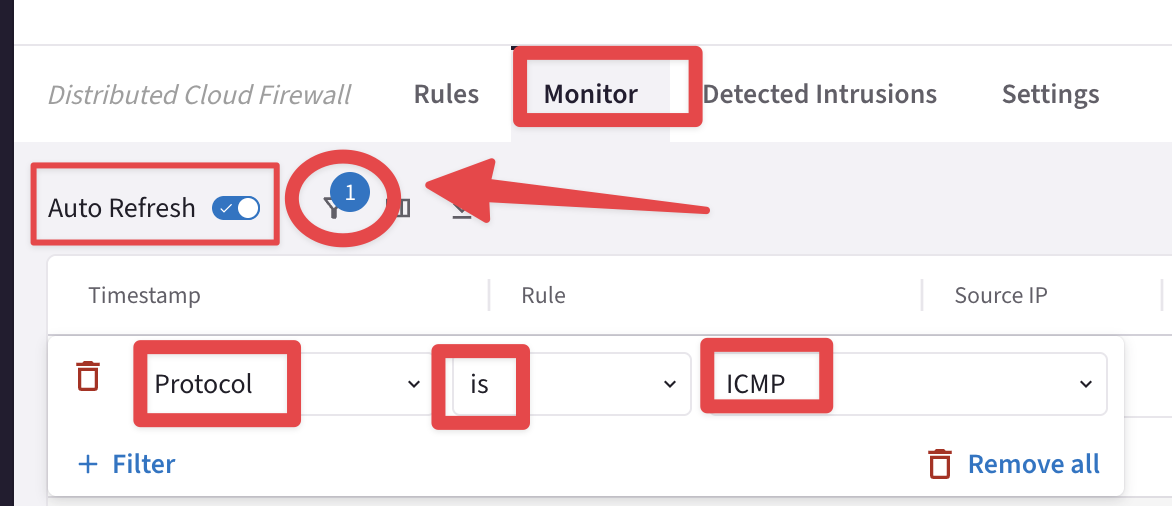 Distributed Cloud Firewall Rules Monitor Detected Intrusions Settings
Auto Refresh 1
Timestamp Rule Source IP
Protocol is ICMP
+ Filter Remove all